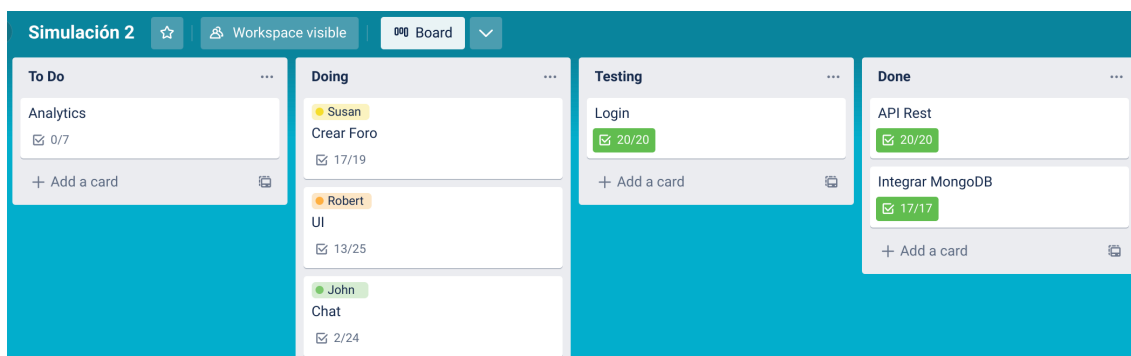 Simulación 2
Workspace visible
Board
To Do
Analytics
0/7
+ Add a card
Doing
Susan
Crear Foro
17/19
Robert
UI
13/25
John
Chat
2/24
Testing
Login
20/20
+ Add a card
Done
API Rest
20/20
Integrar MongoDB
17/17
+ Add a card